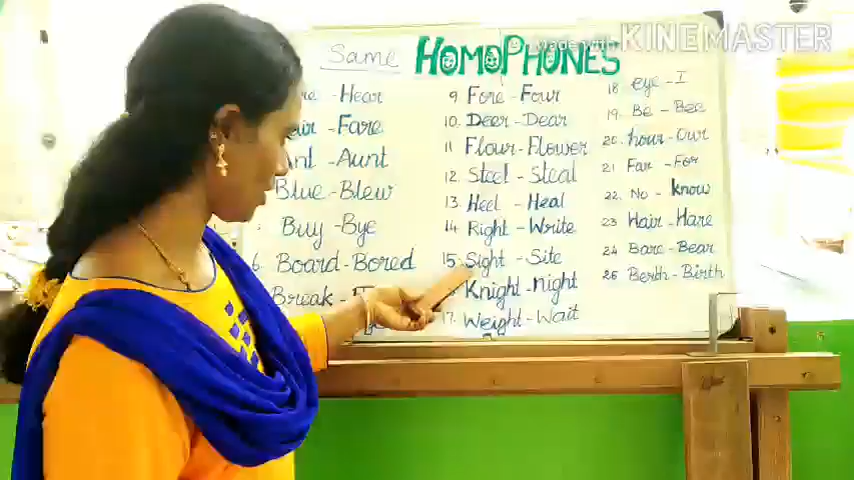 Same HOMOPHONES
Made with KINEMASTER
Hear
Fare
Ant - Aunt
Blue - Blew
Buy - Bye
6. Board - Bored
Break -
9 Fore - Four
10. Deer - Dear
11 Flour - Flower
12. Steel - Steal
13. Heel - Heal
14 Right - Write
15. Sight - Site
Knight - night
17. Weight - Wait
18 eye - I
19. Be - Bee
20. hour - Our
21 Far - For
22. No - know
23 Hair - Hare
24 Bare - Bear
25 Berth - Birth